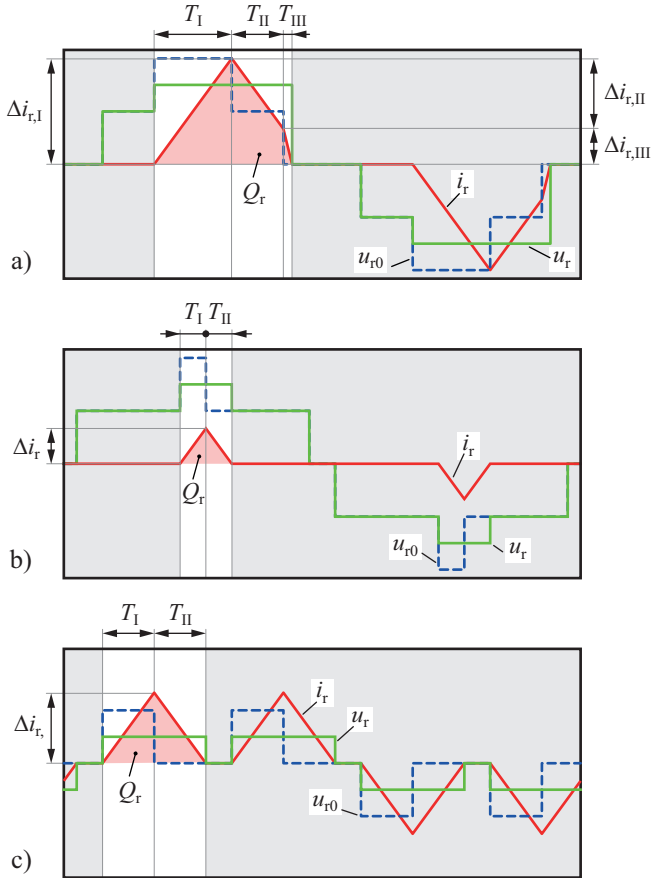 T_I T_II T_III
Δi_r,I
Δi_r,II
Δi_r,III
Q_r
i_r
u_r0
u_r
a)
T_I T_II
Δi_r
Q_r
i_r
u_r0
u_r
b)
T_I T_II
Δi_r,
Q_r
i_r
u_r
u_r0
c)